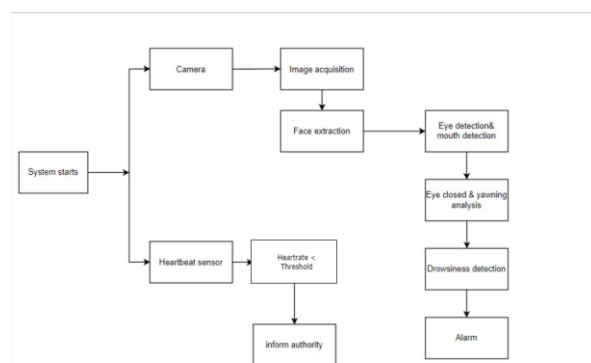 Camera
Image acquisition
Face extraction
Eye detection&
mouth detection
System starts
Eye closed & yawning
analysis
Heartbeat sensor
Heartrate <
Threshold
Drowsiness detection
inform authority
Alarm